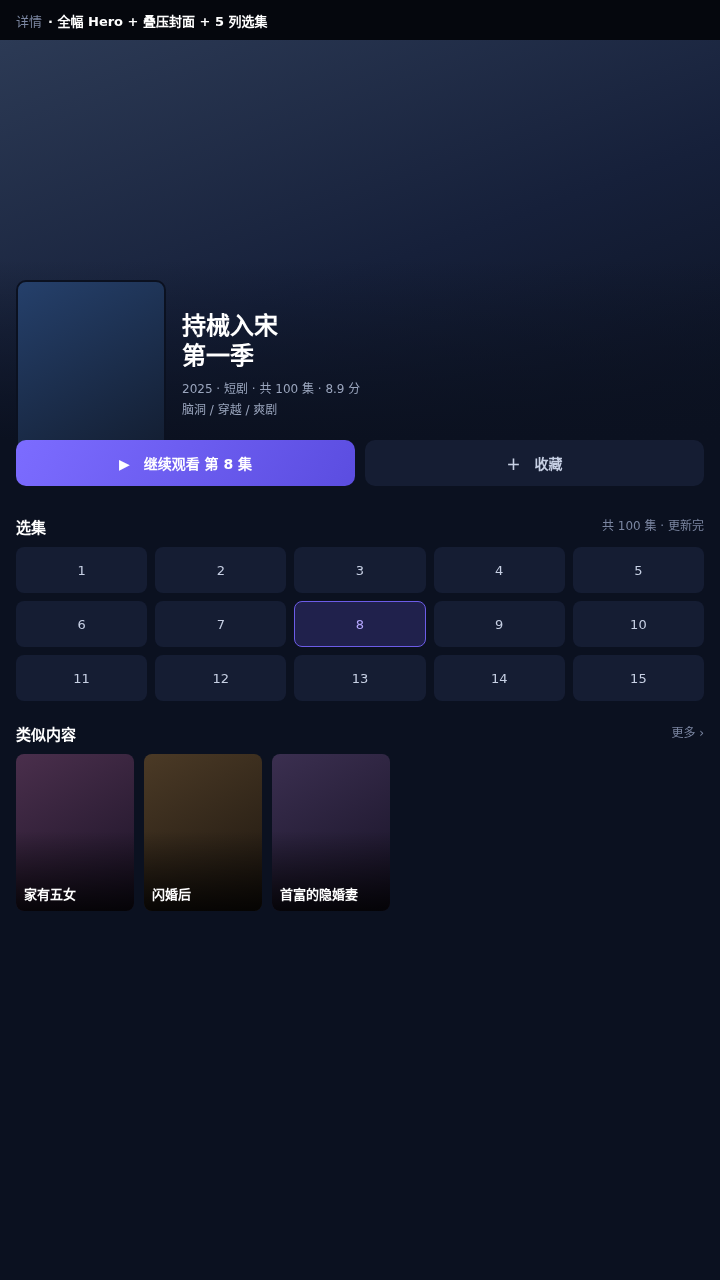 详情 · 全幅 Hero + 叠压封面 + 5 列选集
持械入宋
第一季
2025 · 短剧 · 共 100 集 · 8.9 分
脑洞 / 穿越 / 爽剧
▶ 继续观看 第 8 集
＋ 收藏
选集 共 100 集 · 更新完
1 2 3 4 5
6 7 8 9 10
11 12 13 14 15
类似内容 更多 ›
家有五女 闪婚后 首富的隐婚妻